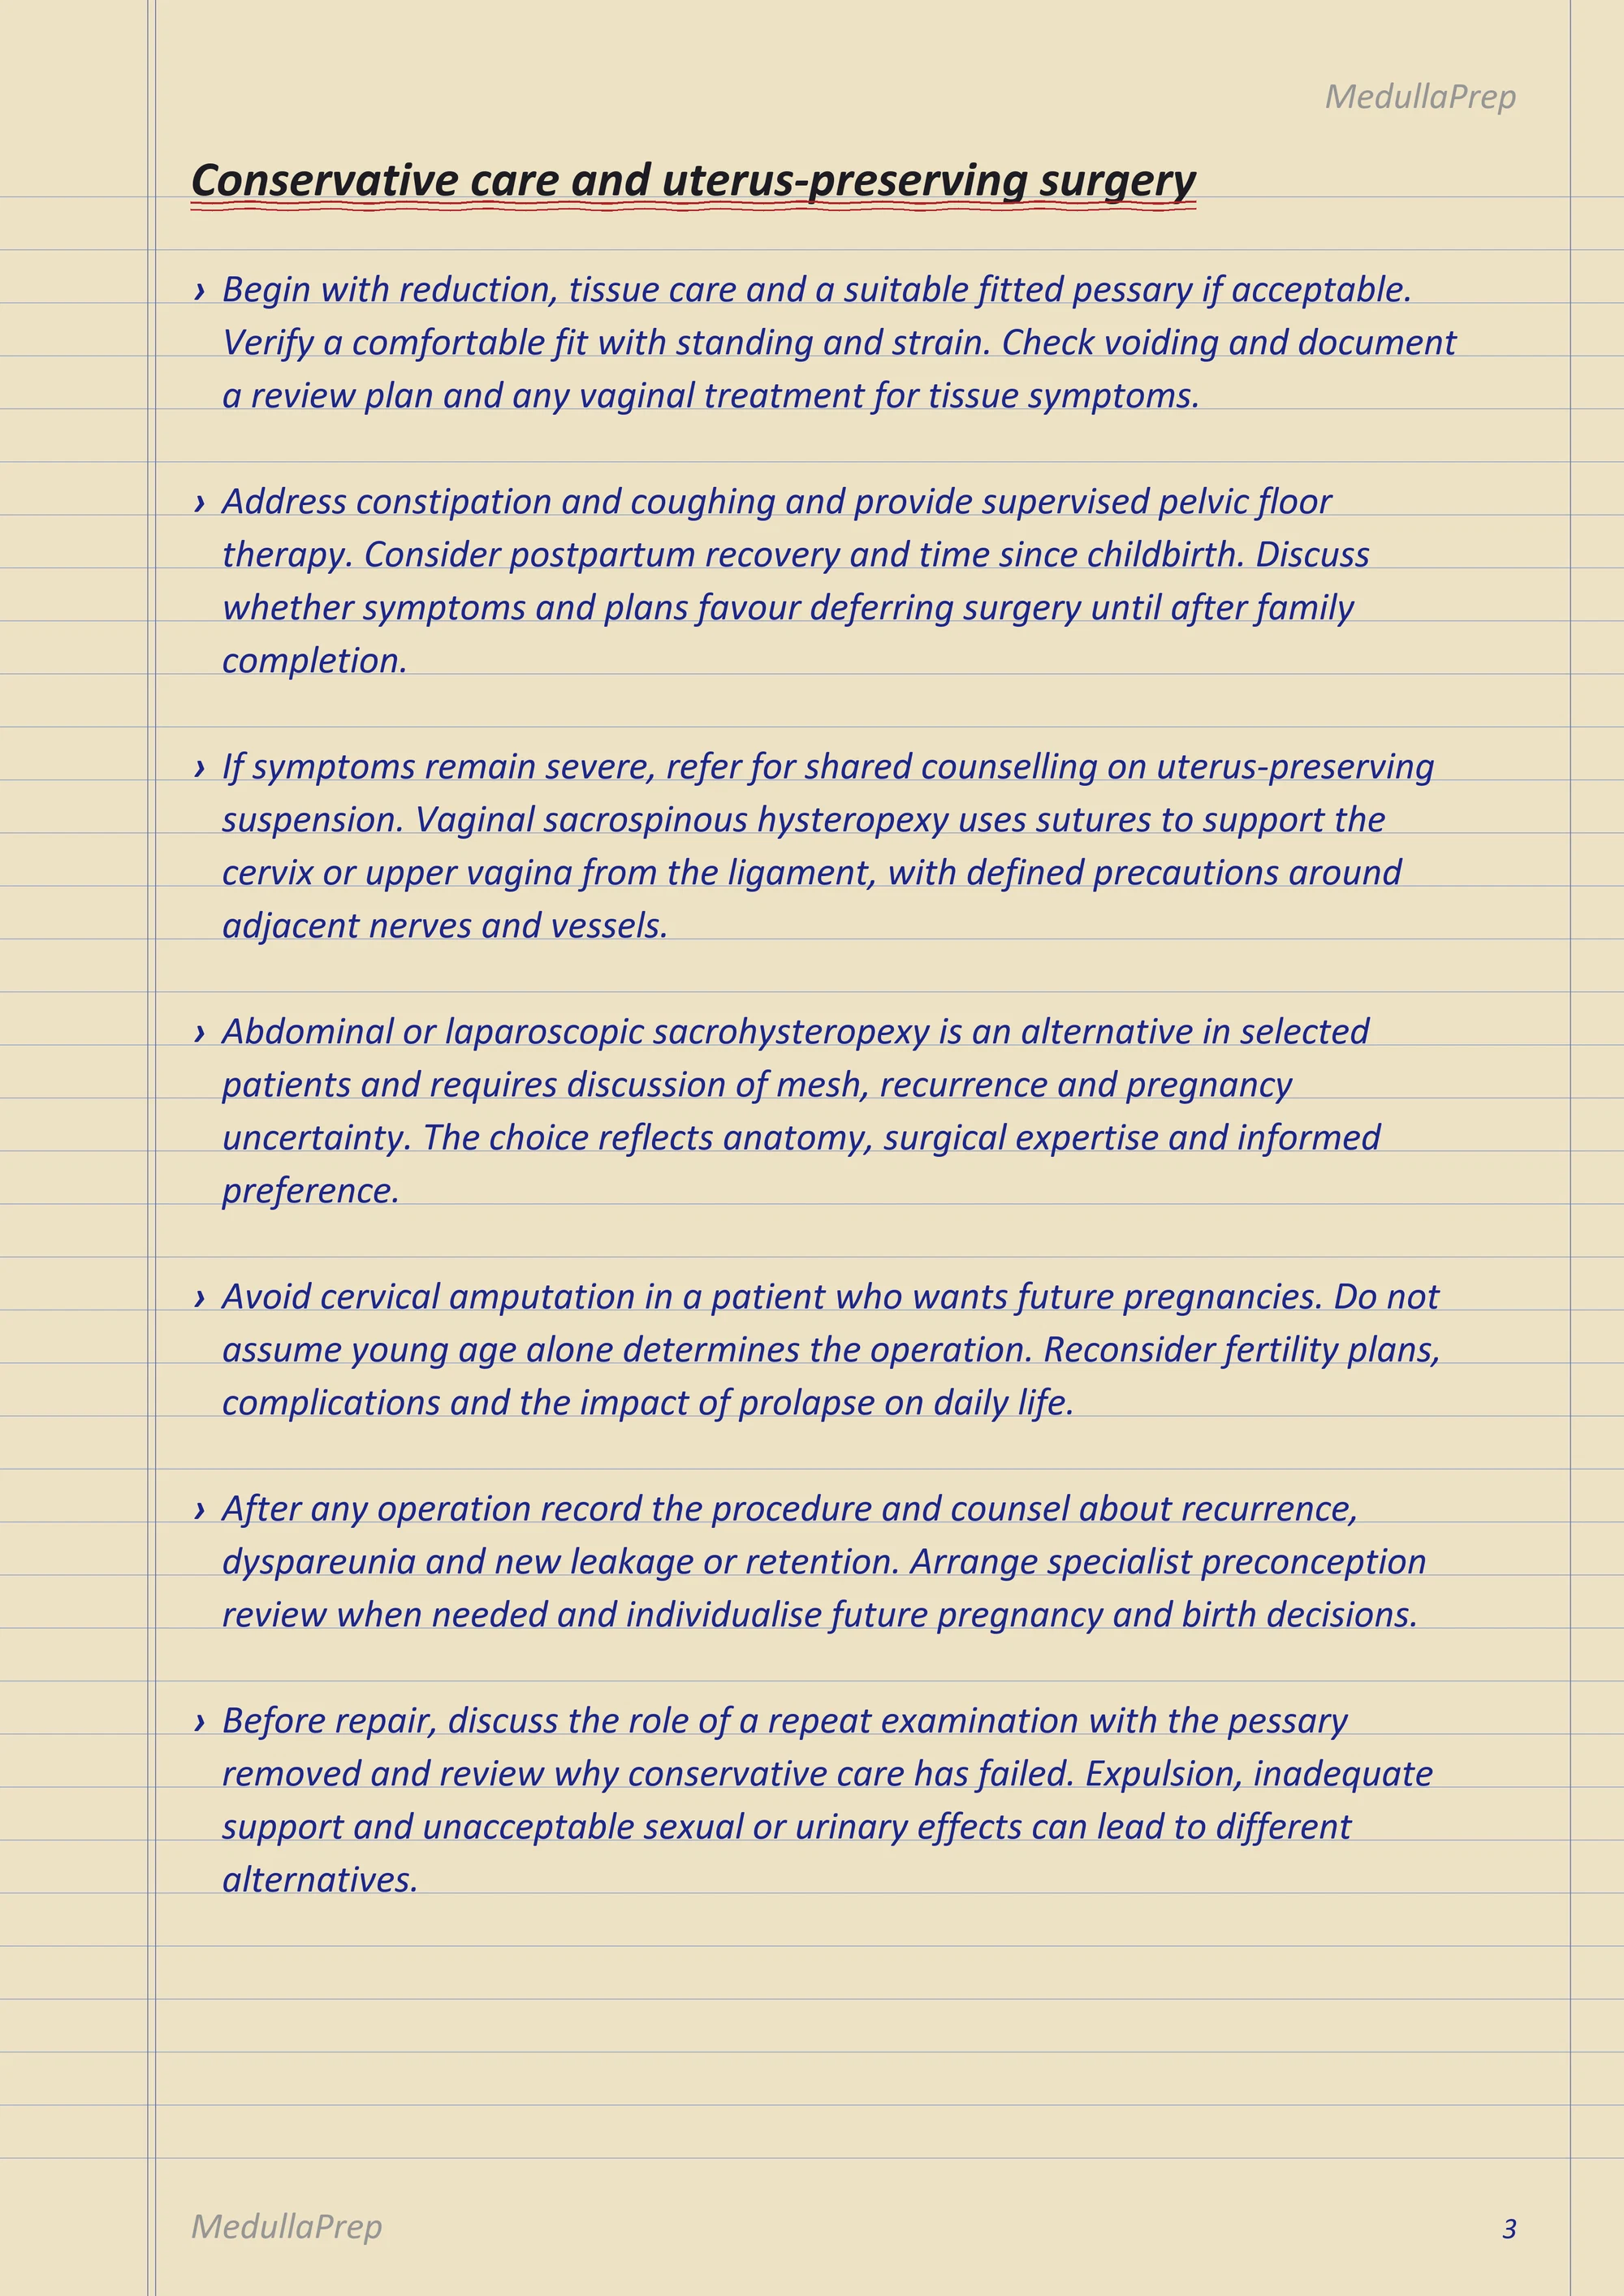 MedullaPrep
Conservative care and uterus-preserving surgery
› Begin with reduction, tissue care and a suitable fitted pessary if acceptable.
Verify a comfortable fit with standing and strain. Check voiding and document
a review plan and any vaginal treatment for tissue symptoms.
› Address constipation and coughing and provide supervised pelvic floor
therapy. Consider postpartum recovery and time since childbirth. Discuss
whether symptoms and plans favour deferring surgery until after family
completion.
› If symptoms remain severe, refer for shared counselling on uterus-preserving
suspension. Vaginal sacrospinous hysteropexy uses sutures to support the
cervix or upper vagina from the ligament, with defined precautions around
adjacent nerves and vessels.
› Abdominal or laparoscopic sacrohysteropexy is an alternative in selected
patients and requires discussion of mesh, recurrence and pregnancy
uncertainty. The choice reflects anatomy, surgical expertise and informed
preference.
› Avoid cervical amputation in a patient who wants future pregnancies. Do not
assume young age alone determines the operation. Reconsider fertility plans,
complications and the impact of prolapse on daily life.
› After any operation record the procedure and counsel about recurrence,
dyspareunia and new leakage or retention. Arrange specialist preconception
review when needed and individualise future pregnancy and birth decisions.
› Before repair, discuss the role of a repeat examination with the pessary
removed and review why conservative care has failed. Expulsion, inadequate
support and unacceptable sexual or urinary effects can lead to different
alternatives.
MedullaPrep
3